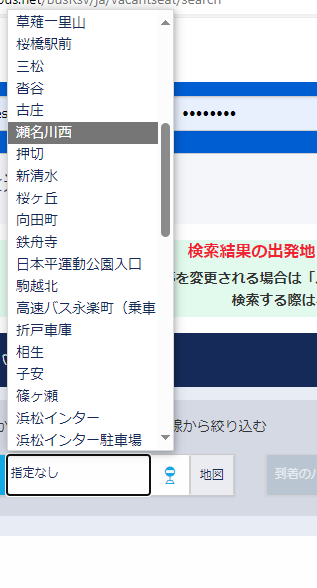 ous.net/busRsv/ja/vacantseat/search
草薙一里山
桜橋駅前
三松
沓谷
古庄
瀬名川西
押切
新清水
桜ヶ丘
向田町
鉄舟寺
日本平運動公園入口
駒越北
高速バス永楽町（乗車
折戸車庫
相生
子安
篠ヶ瀬
浜松インター
浜松インター駐車場
••••••••
検索結果の出発地
を変更される場合は「
検索する際は
線から絞り込む
指定なし
地図
到着のバ